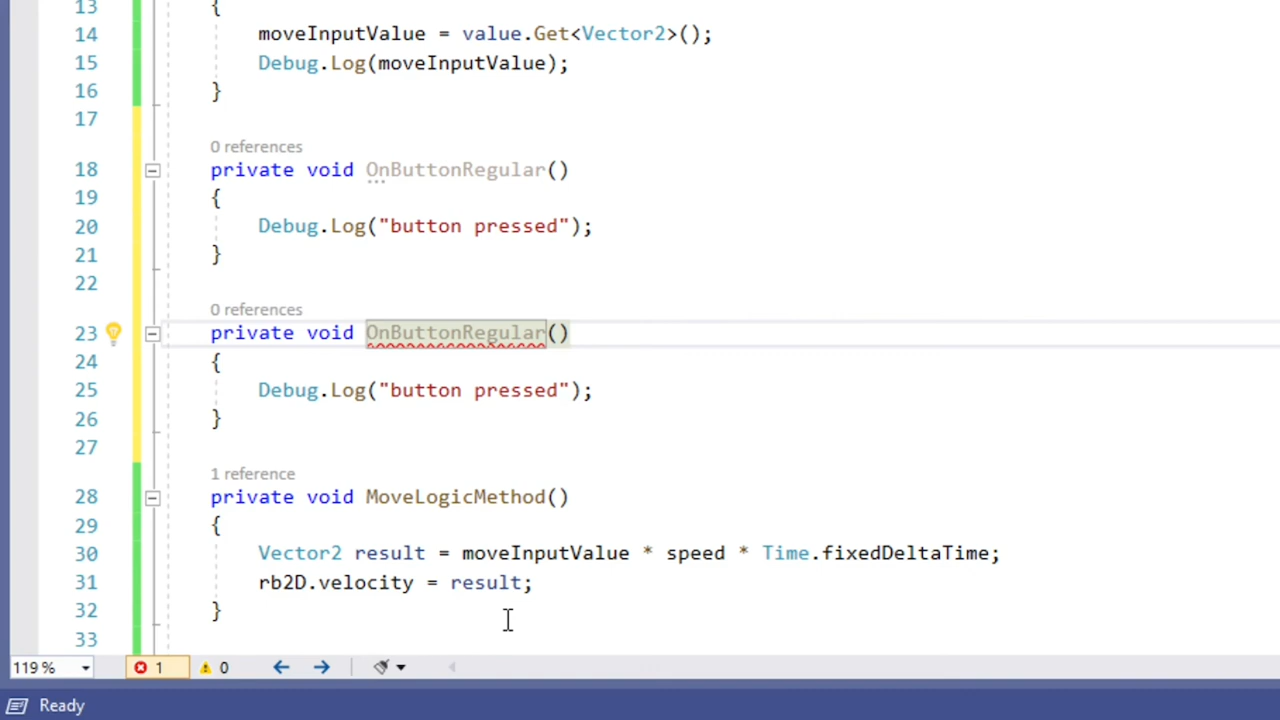 13 {
14 moveInputValue = value.Get<Vector2>();
15 Debug.Log(moveInputValue);
16 }
17
0 references
18 private void OnButtonRegular()
19 {
20 Debug.Log("button pressed");
21 }
22
0 references
23 private void OnButtonRegular()
24 {
25 Debug.Log("button pressed");
26 }
27
1 reference
28 private void MoveLogicMethod()
29 {
30 Vector2 result = moveInputValue * speed * Time.fixedDeltaTime;
31 rb2D.velocity = result;
32 }
33
119 % 1 0
Ready